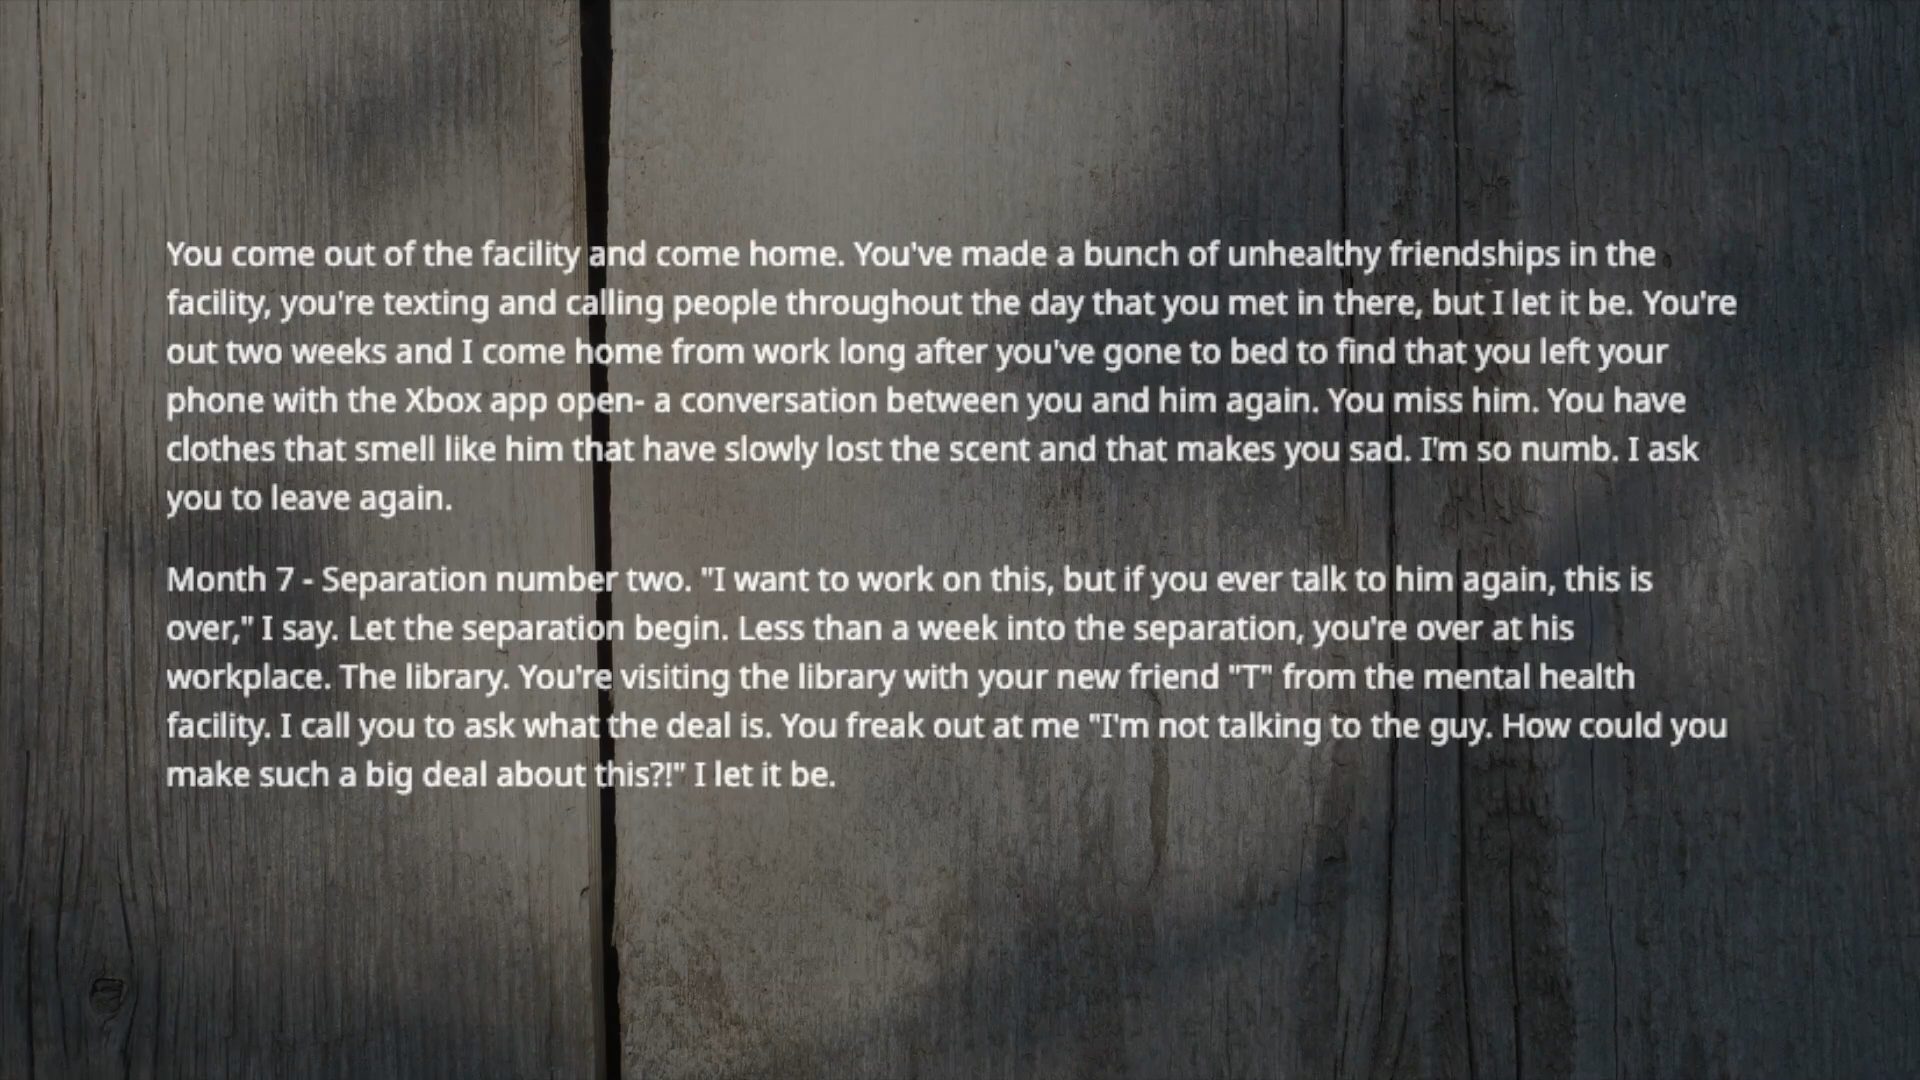 You come out of the facility and come home. You've made a bunch of unhealthy friendships in the
facility, you're texting and calling people throughout the day that you met in there, but I let it be. You're
out two weeks and I come home from work long after you've gone to bed to find that you left your
phone with the Xbox app open- a conversation between you and him again. You miss him. You have
clothes that smell like him that have slowly lost the scent and that makes you sad. I'm so numb. I ask
you to leave again.
Month 7 - Separation number two. "I want to work on this, but if you ever talk to him again, this is
over," I say. Let the separation begin. Less than a week into the separation, you're over at his
workplace. The library. You're visiting the library with your new friend "T" from the mental health
facility. I call you to ask what the deal is. You freak out at me "I'm not talking to the guy. How could you
make such a big deal about this?!" I let it be.